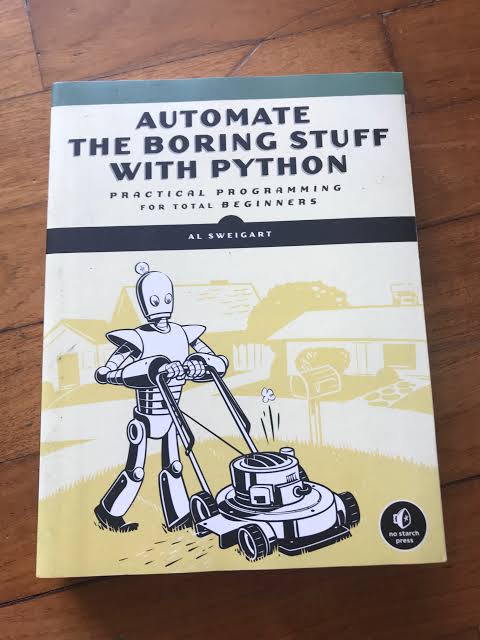 AUTOMATE
THE BORING STUFF
WITH PYTHON
PRACTICAL PROGRAMMING
FOR TOTAL BEGINNERS
AL SWEIGART
no starch
press